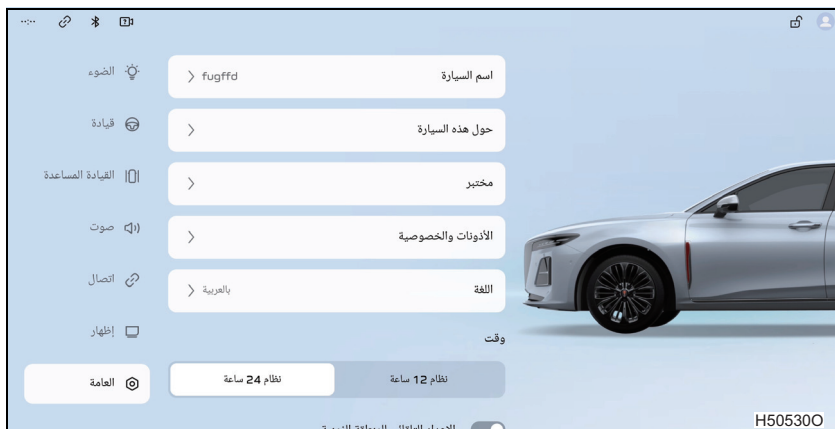 الضوء
قيادة
القيادة المساعدة
صوت
اتصال
إظهار
العامة
اسم السيارة fugffd
حول هذه السيارة
مختبر
الأذونات والخصوصية
اللغة بالعربية
وقت
نظام 12 ساعة
نظام 24 ساعة
H50530O